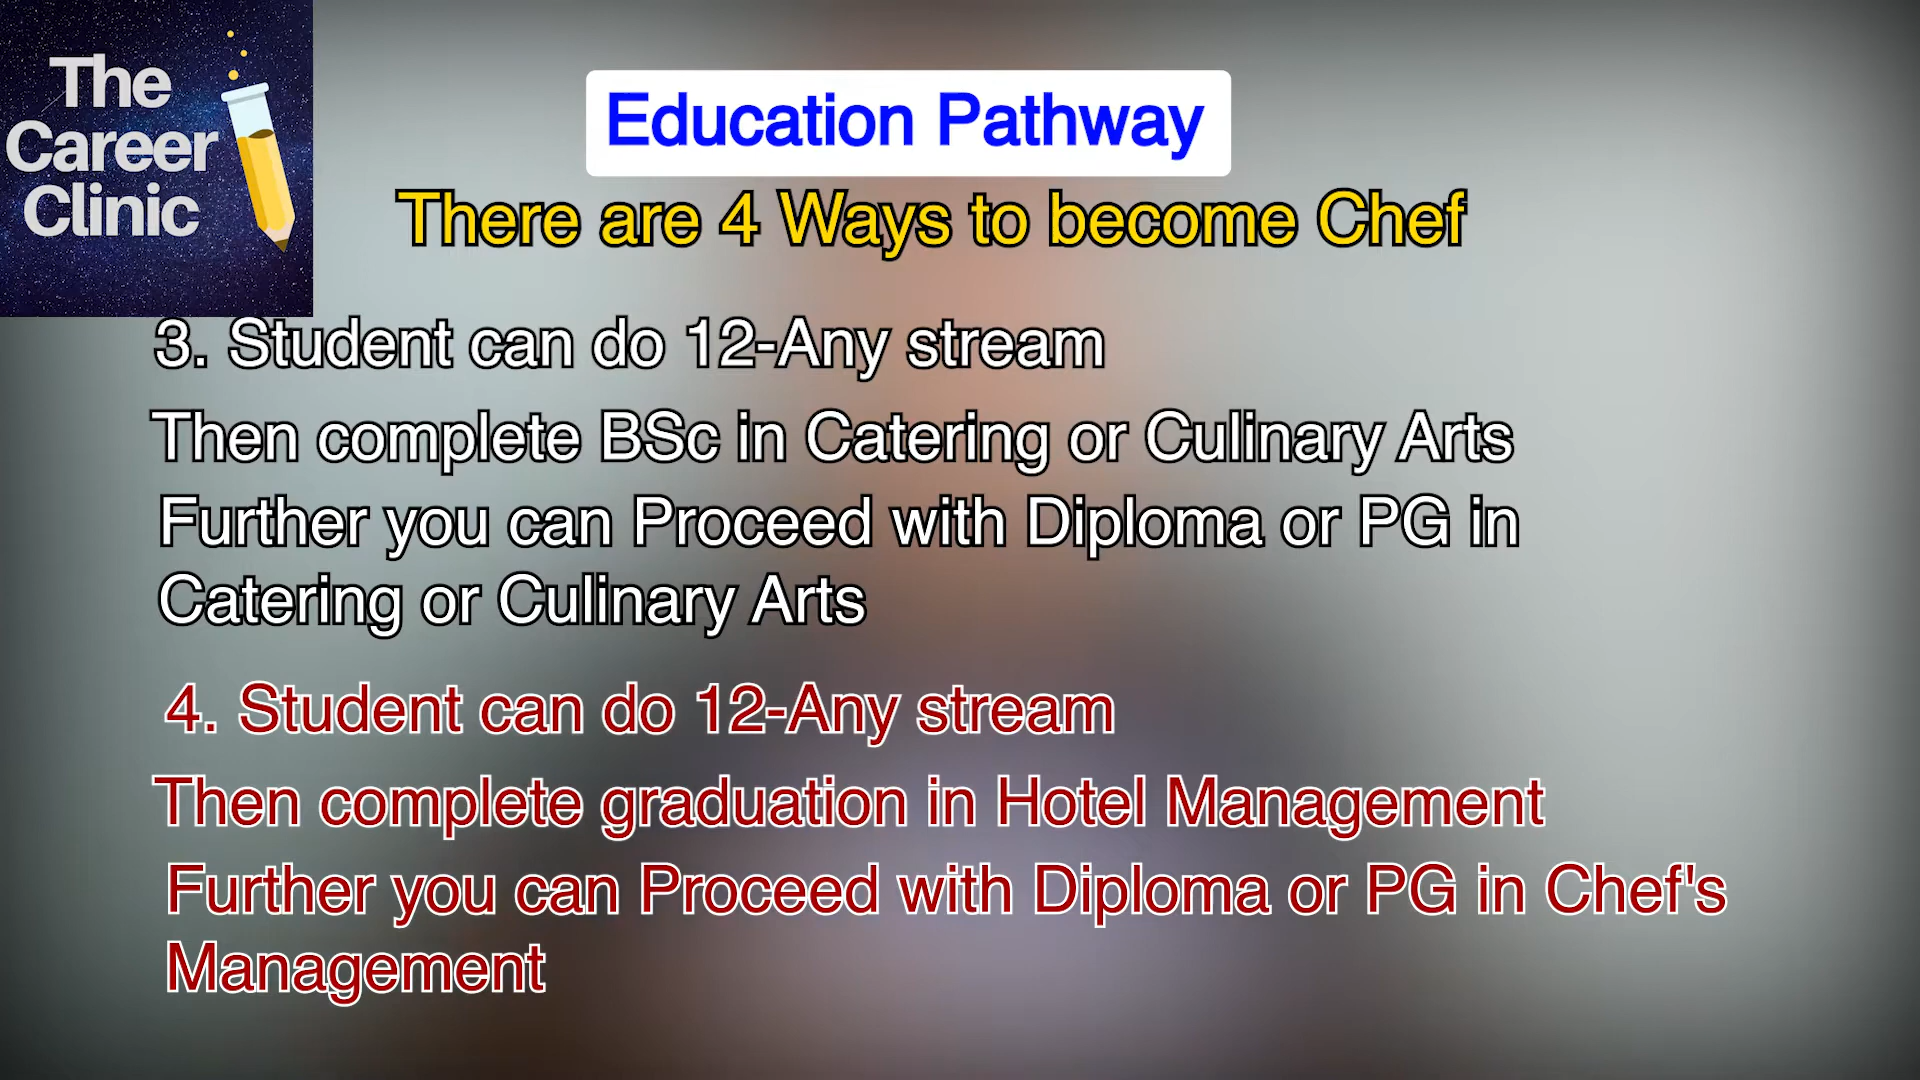 The
Career
Clinic
Education Pathway
There are 4 Ways to become Chef
3. Student can do 12-Any stream
Then complete BSc in Catering or Culinary Arts
Further you can Proceed with Diploma or PG in
Catering or Culinary Arts
4. Student can do 12-Any stream
Then complete graduation in Hotel Management
Further you can Proceed with Diploma or PG in Chef's
Management